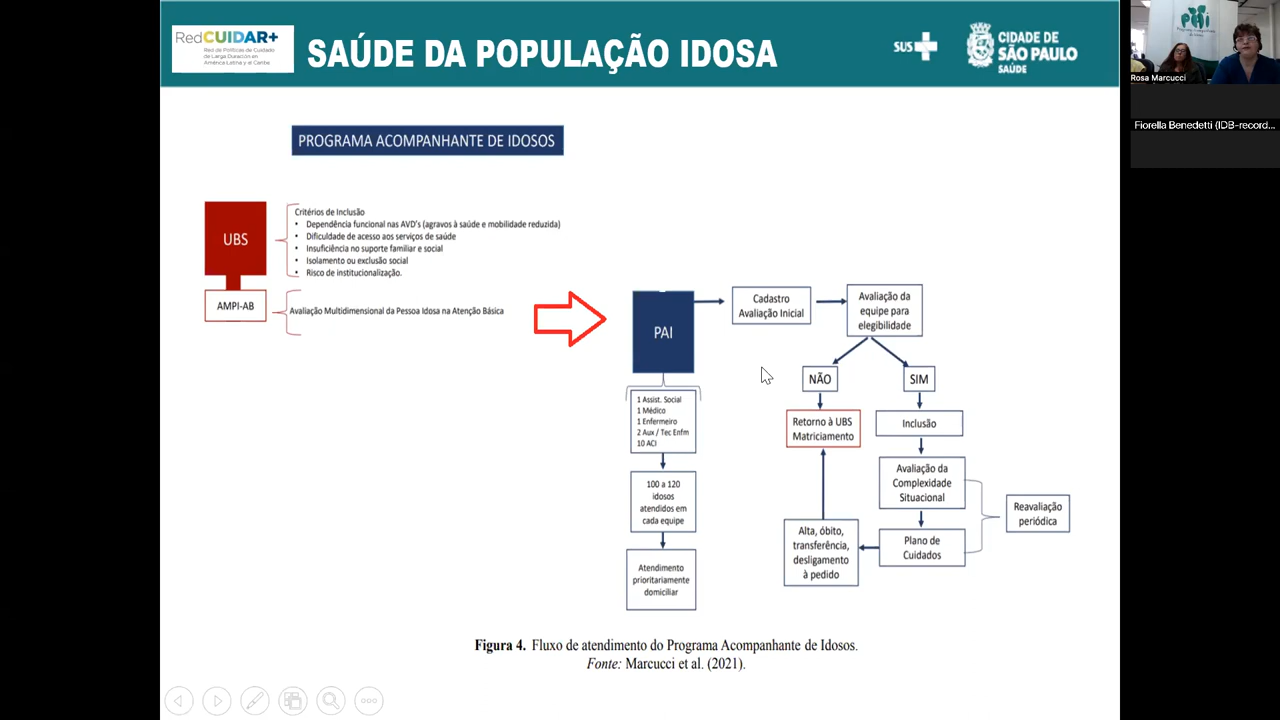 RedCUIDAR+
Red de Políticas de Cuidado
de Larga Duración en
América Latina y el Caribe
SAÚDE DA POPULAÇÃO IDOSA
SUS
CIDADE DE
SÃO PAULO
SAÚDE
PAI
Rosa Marcucci
Fiorella Benedetti (IDB-record...
PROGRAMA ACOMPANHANTE DE IDOSOS
UBS
Critérios de Inclusão
• Dependência funcional nas AVD's (agravos à saúde e mobilidade reduzida)
• Dificuldade de acesso aos serviços de saúde
• Insuficiência no suporte familiar e social
• Isolamento ou exclusão social
• Risco de institucionalização.
AMPI-AB
Avaliação Multidimensional da Pessoa Idosa na Atenção Básica
PAI
1 Assist. Social
1 Médico
1 Enfermeiro
2 Aux / Tec Enfm
10 ACI
100 a 120
idosos
atendidos em
cada equipe
Atendimento
prioritariamente
domiciliar
Cadastro
Avaliação Inicial
Avaliação da
equipe para
elegibilidade
NÃO
SIM
Retorno à UBS
Matriciamento
Inclusão
Avaliação da
Complexidade
Situacional
Reavaliação
periódica
Plano de
Cuidados
Alta, óbito,
transferência,
desligamento
à pedido
Figura 4. Fluxo de atendimento do Programa Acompanhante de Idosos.
Fonte: Marcucci et al. (2021).